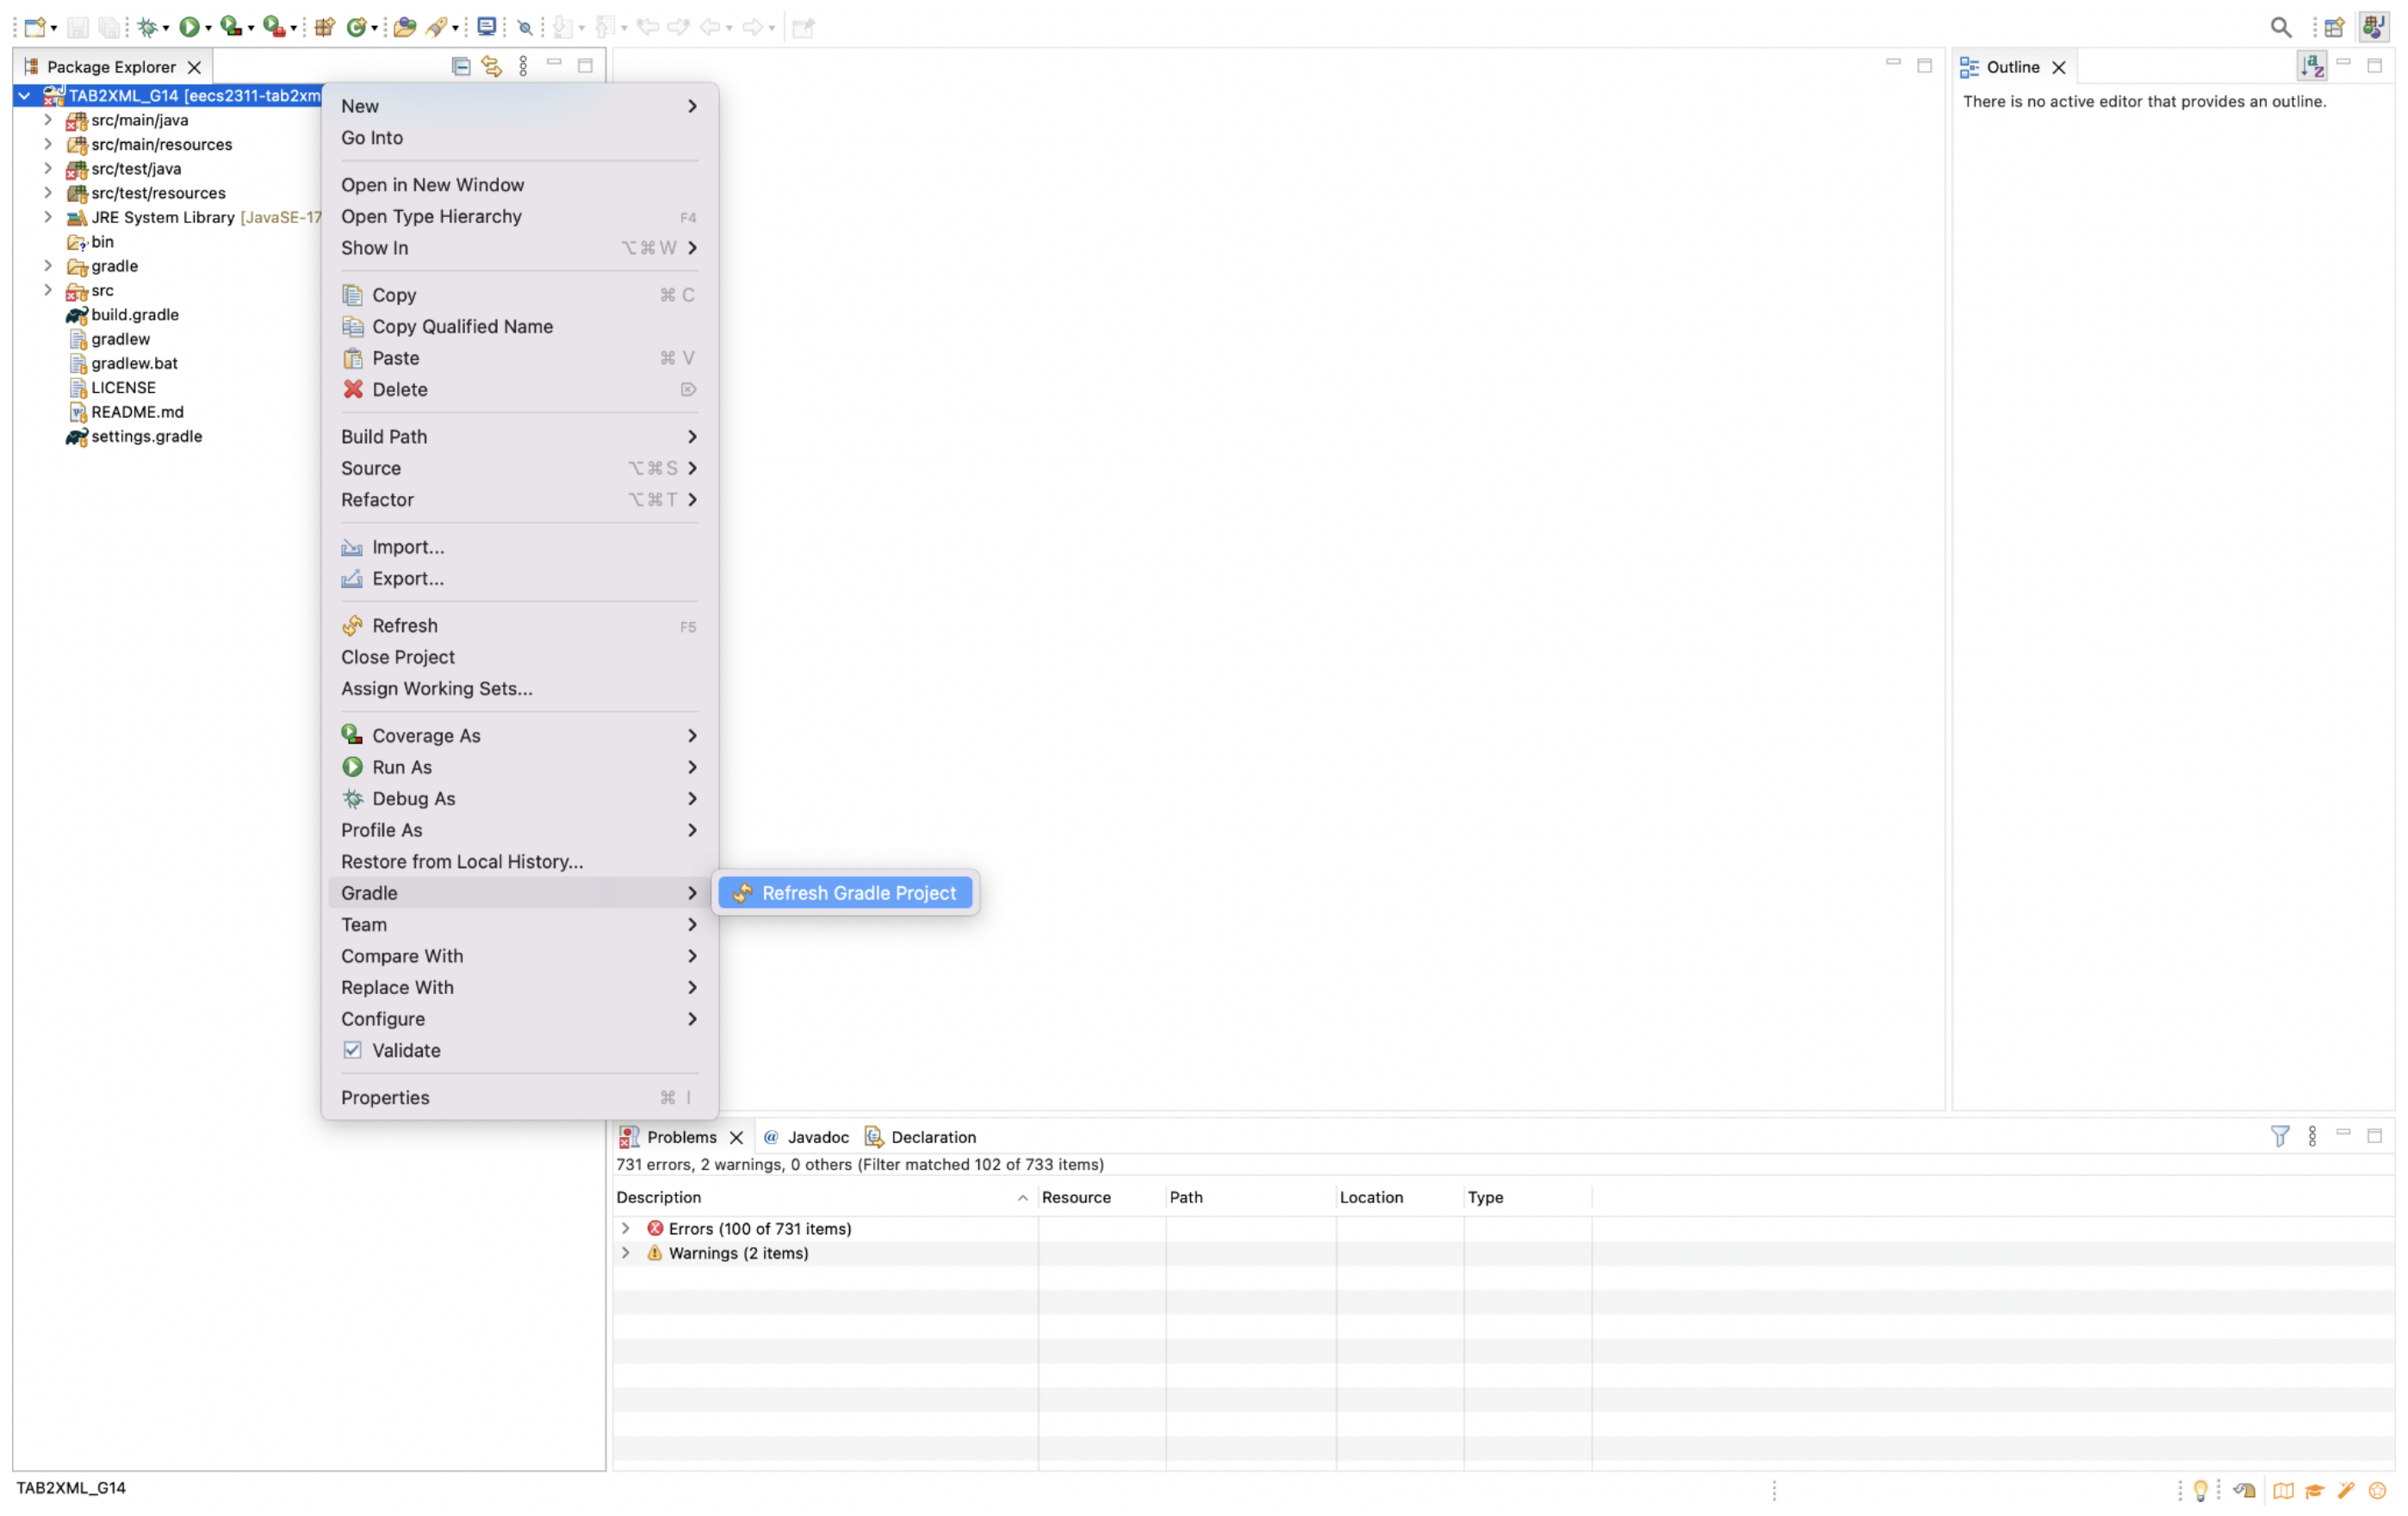 Package Explorer
Outline
TAB2XML_G14 [eecs2311-tab2xm
There is no active editor that provides an outline.
src/main/java
src/main/resources
src/test/java
src/test/resources
JRE System Library [JavaSE-17
bin
gradle
src
build.gradle
gradlew
gradlew.bat
LICENSE
README.md
settings.gradle
New
Go Into
Open in New Window
Open Type Hierarchy F4
Show In ⌥⌘W
Copy ⌘ C
Copy Qualified Name
Paste ⌘ V
Delete
Build Path
Source ⌥⌘S
Refactor ⌥⌘T
Import...
Export...
Refresh F5
Close Project
Assign Working Sets...
Coverage As
Run As
Debug As
Profile As
Restore from Local History...
Gradle
Refresh Gradle Project
Team
Compare With
Replace With
Configure
Validate
Properties ⌘ I
Problems @ Javadoc Declaration
731 errors, 2 warnings, 0 others (Filter matched 102 of 733 items)
Description Resource Path Location Type
Errors (100 of 731 items)
Warnings (2 items)
TAB2XML_G14